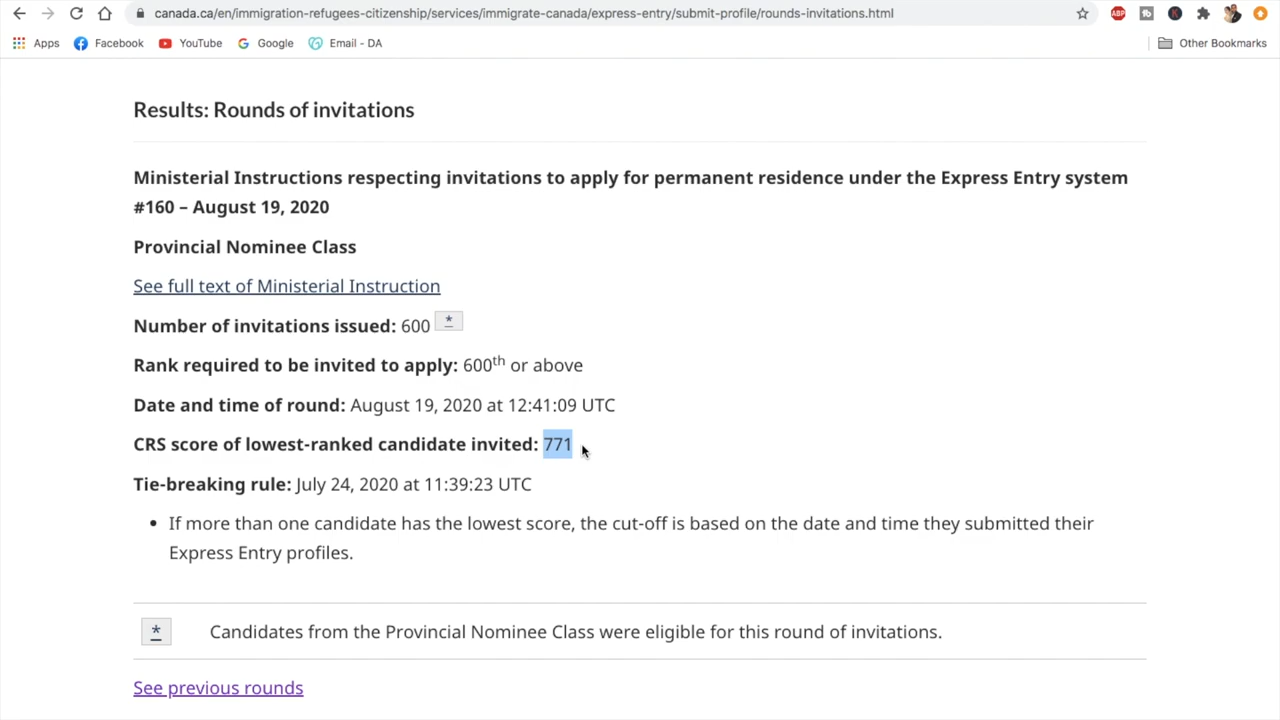 canada.ca/en/immigration-refugees-citizenship/services/immigrate-canada/express-entry/submit-profile/rounds-invitations.html
ABP
Apps Facebook YouTube Google Email - DA Other Bookmarks
Results: Rounds of invitations
Ministerial Instructions respecting invitations to apply for permanent residence under the Express Entry system
#160 – August 19, 2020
Provincial Nominee Class
See full text of Ministerial Instruction
Number of invitations issued: 600 *
Rank required to be invited to apply: 600th or above
Date and time of round: August 19, 2020 at 12:41:09 UTC
CRS score of lowest-ranked candidate invited: 771
Tie-breaking rule: July 24, 2020 at 11:39:23 UTC
• If more than one candidate has the lowest score, the cut-off is based on the date and time they submitted their
Express Entry profiles.
* Candidates from the Provincial Nominee Class were eligible for this round of invitations.
See previous rounds